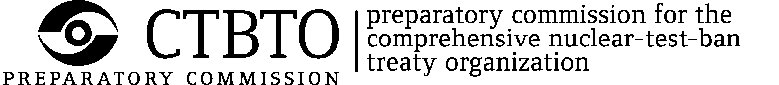 CTBTO
PREPARATORY COMMISSION
preparatory commission for the
comprehensive nuclear-test-ban
treaty organization